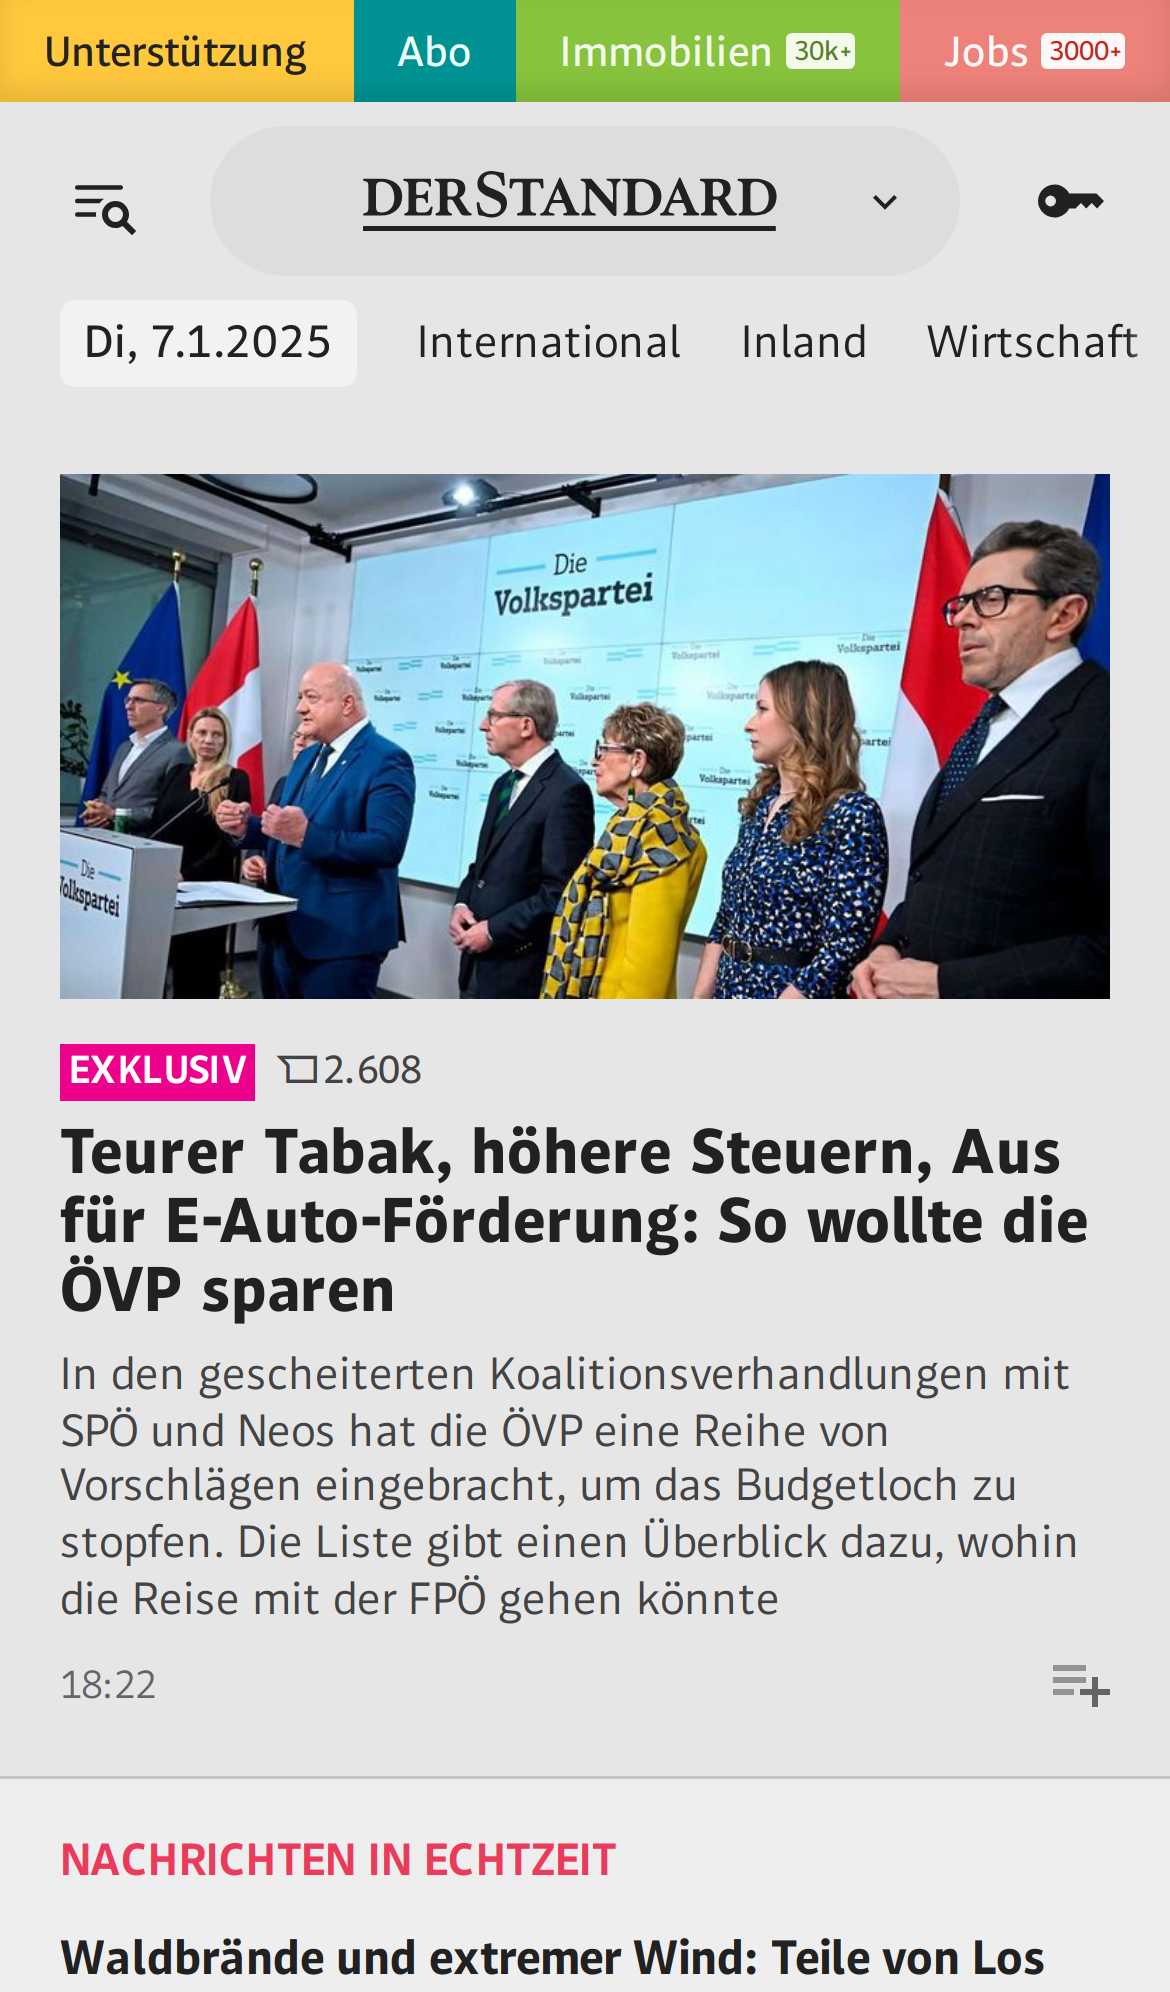 Unterstützung Abo Immobilien 30k+ Jobs 3000+
DERSTANDARD
Di, 7.1.2025 International Inland Wirtschaft
Die
Volkspartei
Die
Volkspartei
Die
Volkspartei
EXKLUSIV 2.608
Teurer Tabak, höhere Steuern, Aus
für E-Auto-Förderung: So wollte die
ÖVP sparen
In den gescheiterten Koalitionsverhandlungen mit
SPÖ und Neos hat die ÖVP eine Reihe von
Vorschlägen eingebracht, um das Budgetloch zu
stopfen. Die Liste gibt einen Überblick dazu, wohin
die Reise mit der FPÖ gehen könnte
18:22
NACHRICHTEN IN ECHTZEIT
Waldbrände und extremer Wind: Teile von Los